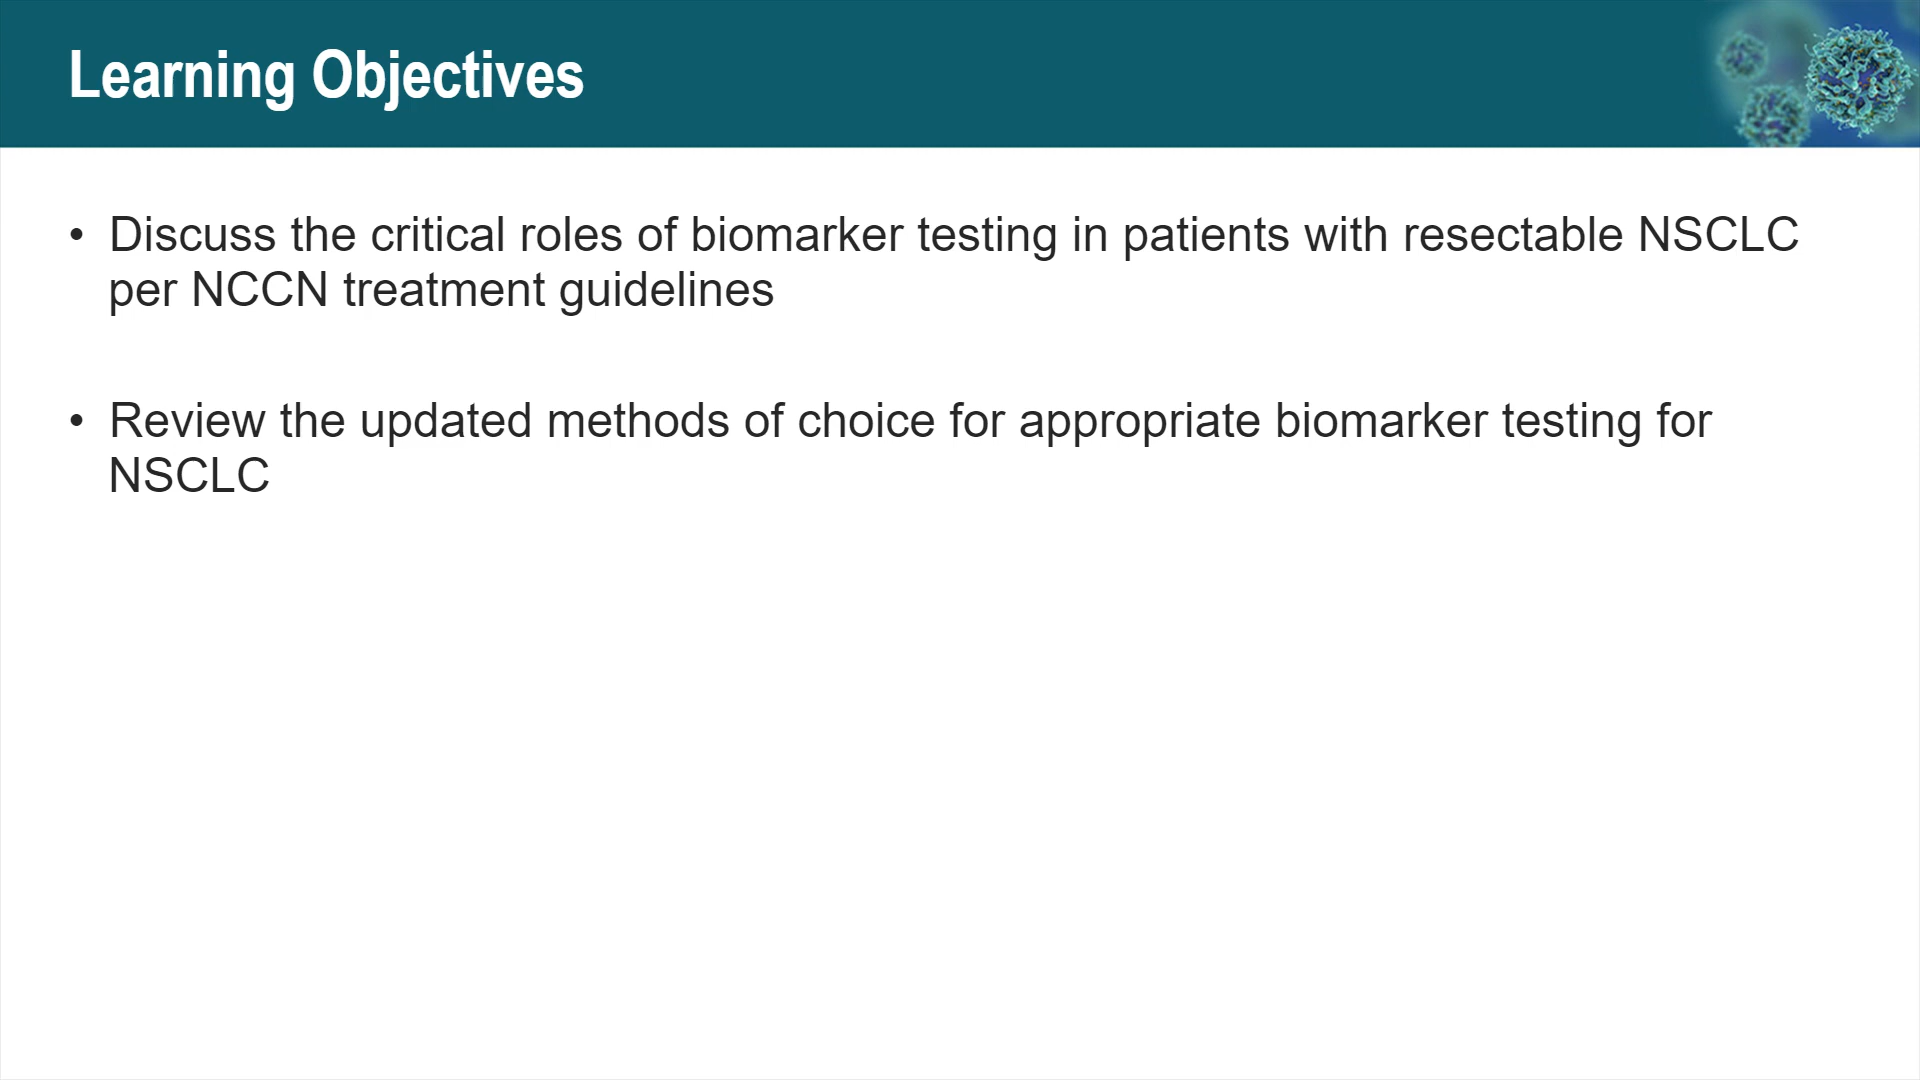 Learning Objectives
• Discuss the critical roles of biomarker testing in patients with resectable NSCLC
per NCCN treatment guidelines
• Review the updated methods of choice for appropriate biomarker testing for
NSCLC